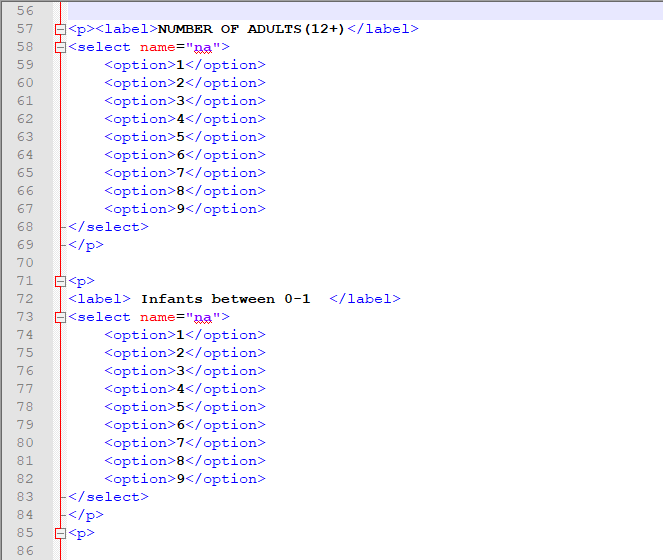 56
57 <p><label>NUMBER OF ADULTS(12+)</label>
58 <select name="na">
59     <option>1</option>
60     <option>2</option>
61     <option>3</option>
62     <option>4</option>
63     <option>5</option>
64     <option>6</option>
65     <option>7</option>
66     <option>8</option>
67     <option>9</option>
68 </select>
69 </p>
70
71 <p>
72 <label> Infants between 0-1  </label>
73 <select name="na">
74     <option>1</option>
75     <option>2</option>
76     <option>3</option>
77     <option>4</option>
78     <option>5</option>
79     <option>6</option>
80     <option>7</option>
81     <option>8</option>
82     <option>9</option>
83 </select>
84 </p>
85 <p>
86